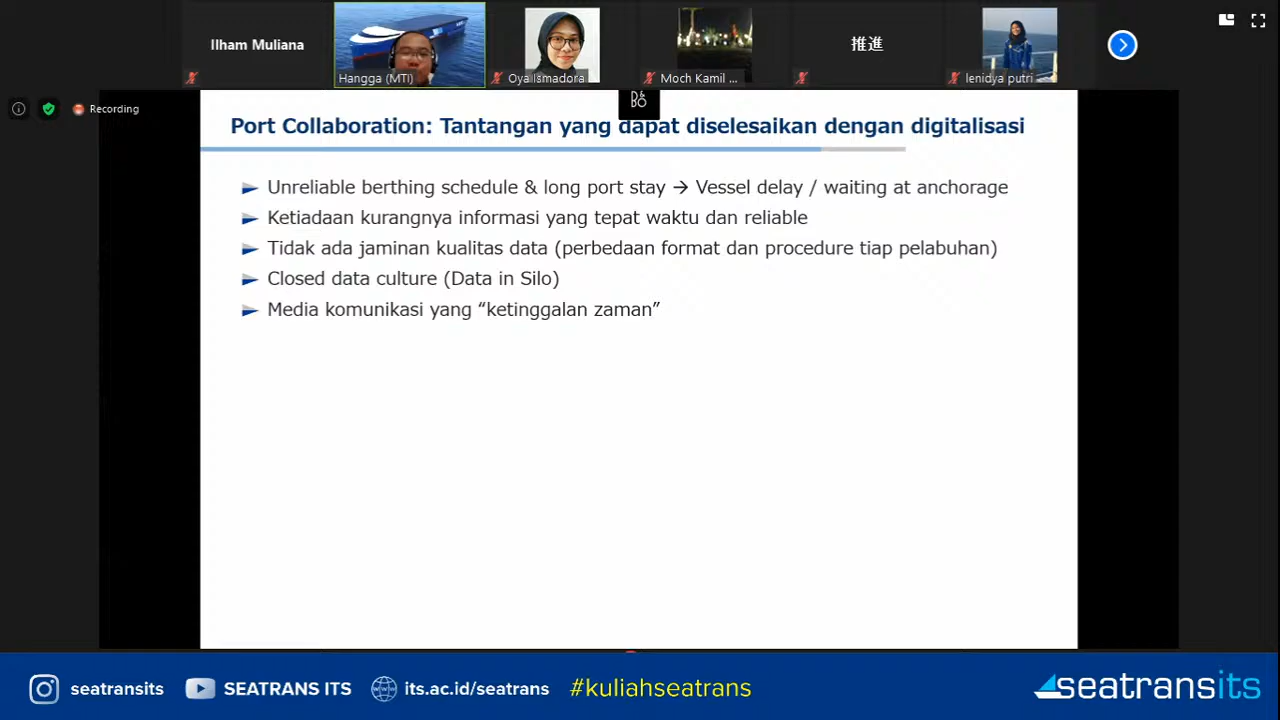 Ilham Muliana
Hangga (MTI)
Oya Ismadora
Moch Kamil ...
推進
lenidya putri
Recording
Port Collaboration: Tantangan yang dapat diselesaikan dengan digitalisasi
Unreliable berthing schedule & long port stay → Vessel delay / waiting at anchorage
Ketiadaan kurangnya informasi yang tepat waktu dan reliable
Tidak ada jaminan kualitas data (perbedaan format dan procedure tiap pelabuhan)
Closed data culture (Data in Silo)
Media komunikasi yang “ketinggalan zaman”
seatransits
SEATRANS ITS
its.ac.id/seatrans
#kuliahseatrans
seatransits